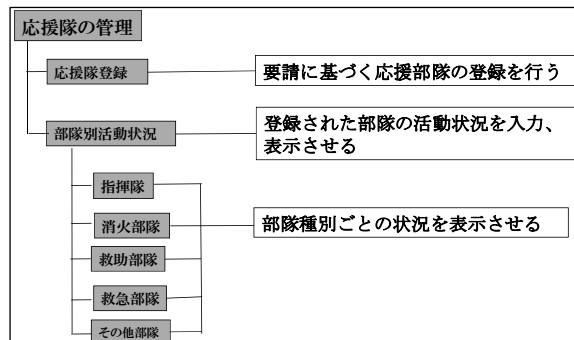 応援隊の管理
応援隊登録
要請に基づく応援部隊の登録を行う
部隊別活動状況
登録された部隊の活動状況を入力、
表示させる
指揮隊
消火部隊
部隊種別ごとの状況を表示させる
救助部隊
救急部隊
その他部隊